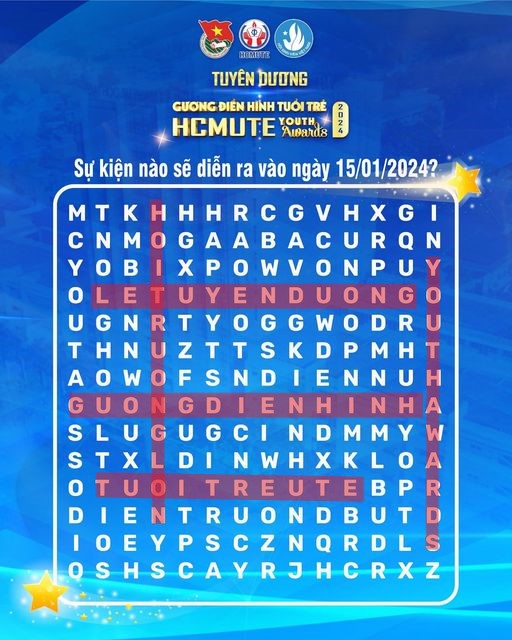 HCMUTE
TUYÊN DƯƠNG
GƯƠNG ĐIỂN HÌNH TUỔI TRẺ
HCMUTE YOUTH Awards 2024
Sự kiện nào sẽ diễn ra vào ngày 15/01/2024?
M T K H H H R C G V H X G I
C N M O G A A B A C U R Q N
Y O B I X P O W V O N P U Y
O L E T U Y E N D U O N G O
U G N R T Y O G G W O D R U
T H N U Z T T S K D P M H T
A O W O F S N D I E N N U H
G U O N G D I E N H I N H A
S L U G U G C I N D M M Y W
S T X L D I N W H X K L O A
O T U O I T R E U T E B P R
D I E N T R U O N D B U T D
I O E Y P S C Z N Q R D L S
O S H S C A Y R J H C R X Z